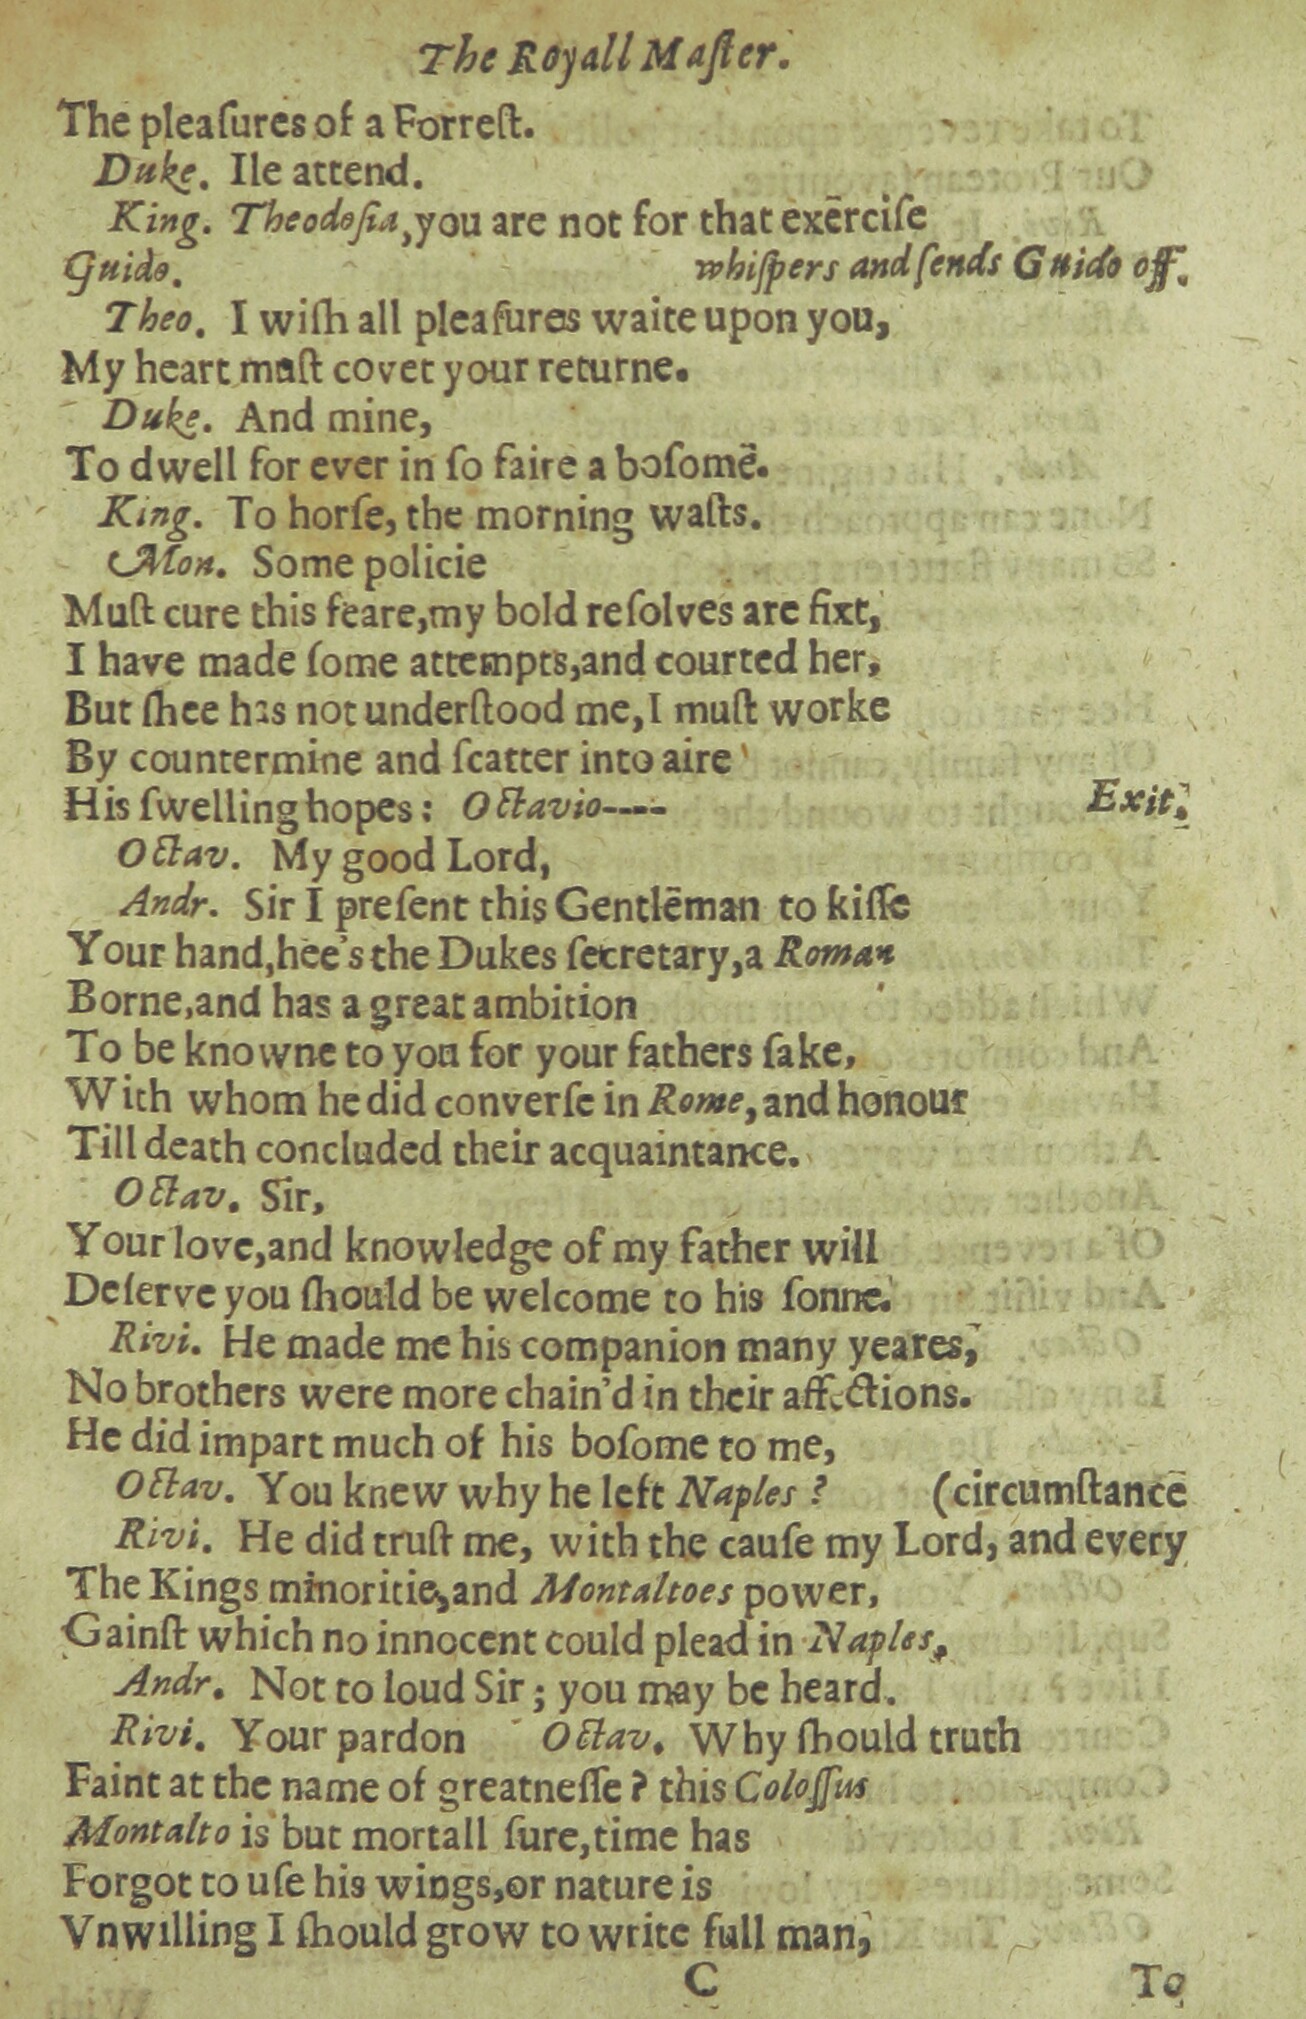 The Royall Maſter.
The pleaſures of a Forreſt.
Duke. Ile attend.
King. Theodoſia,you are not for that exērciſe
Guido. whiſpers and ſends Guido off.
Theo. I wiſh all pleaſures waite upon you,
My heart muſt covet your returne.
Duke. And mine,
To dwell for ever in ſo faire a boſomē.
King. To horſe, the morning waſts.
Mon. Some policie
Muſt cure this feare,my bold reſolves are fixt,
I have made ſome attempts,and courted her,
But ſhee has not underſtood me,I muſt worke
By countermine and ſcatter into aire
His ſwelling hopes: Octavio---- Exit.
Octav. My good Lord,
Andr. Sir I preſent this Gentlēman to kiſſe
Your hand,hee's the Dukes ſecretary,a Roman
Borne,and has a great ambition
To be knowne to you for your fathers ſake,
With whom he did converſe in Rome,and honour
Till death concluded their acquaintance.
Octav. Sir,
Your love,and knowledge of my father will
Deſerve you ſhould be welcome to his ſonne.
Rivi. He made me his companion many yeares,
No brothers were more chain'd in their affections.
He did impart much of his boſome to me,
Octav. You knew why he left Naples ? (circumſtancē
Rivi. He did truſt me, with the cauſe my Lord, and every
The Kings minoritie,and Montaltoes power,
Gainſt which no innocent could plead in Naples,
Andr. Not to loud Sir ; you may be heard.
Rivi. Your pardon Octav. Why ſhould truth
Faint at the name of greatneſſe ? this Coloſſus
Montalto is but mortall ſure,time has
Forgot to uſe his wings,or nature is
Vnwilling I ſhould grow to write full man,
C To